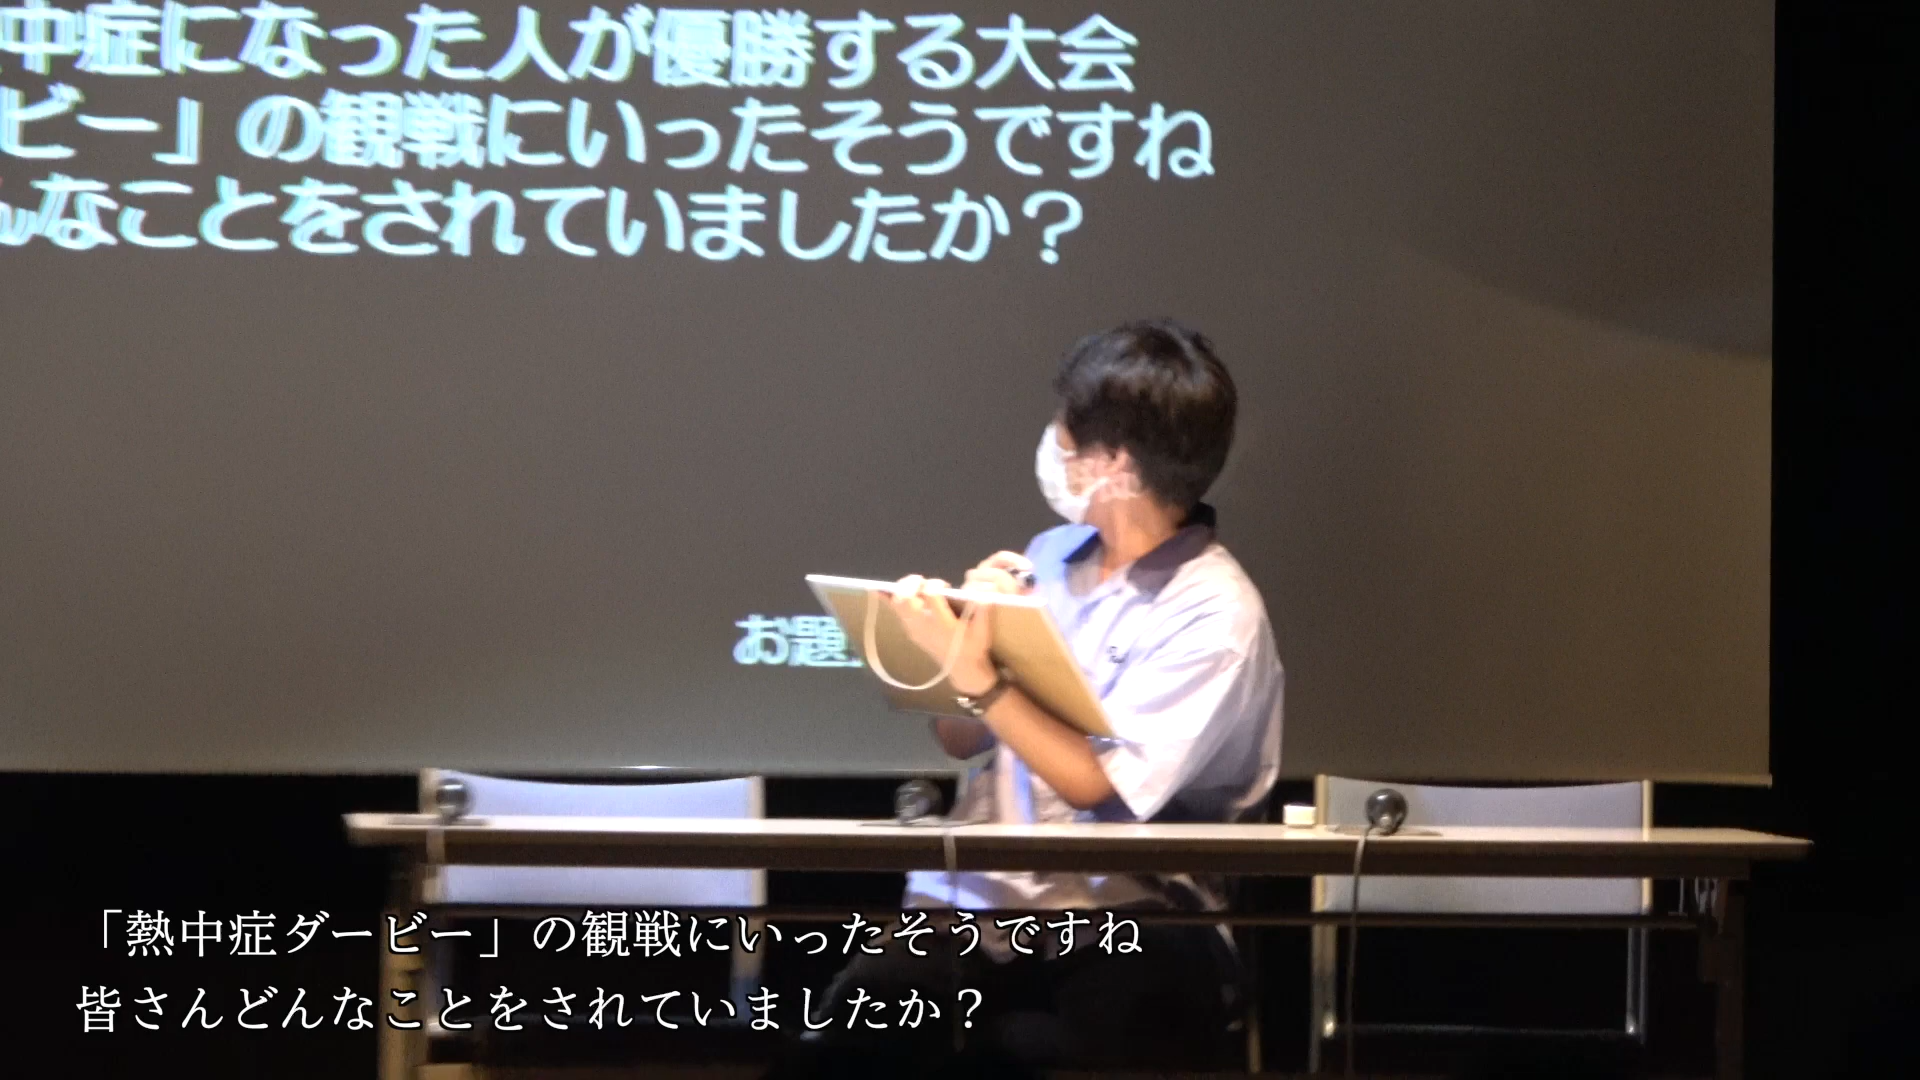 中症になった人が優勝する大会
ビー」の観戦にいったそうですね
んなことをされていましたか？
お題
「熱中症ダービー」の観戦にいったそうですね
皆さんどんなことをされていましたか？